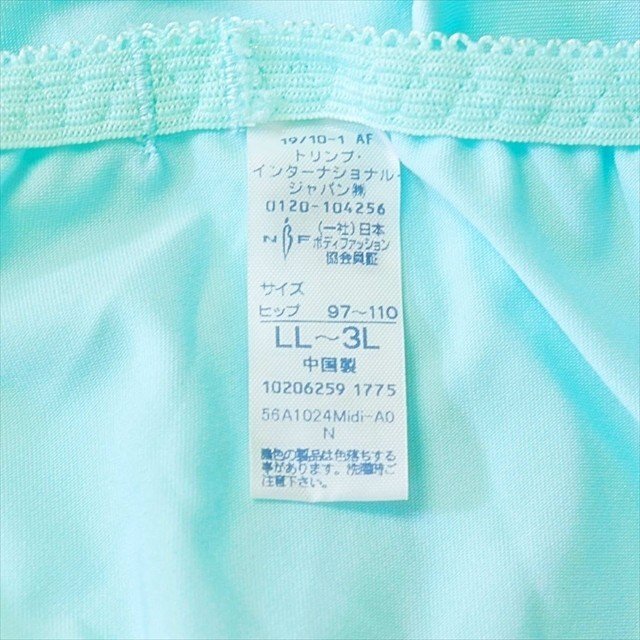 19/10-1 AF
トリンプ・
インターナショナル・
ジャパン㈱
0120-104256
NBF (一社)日本
ボディファッション
協会員証
サイズ
ヒップ 97～110
LL～3L
中国製
10206259 1775
56A1024Midi-A0
N
濃色の製品は色落ちする
事があります。洗濯時ご
注意下さい。